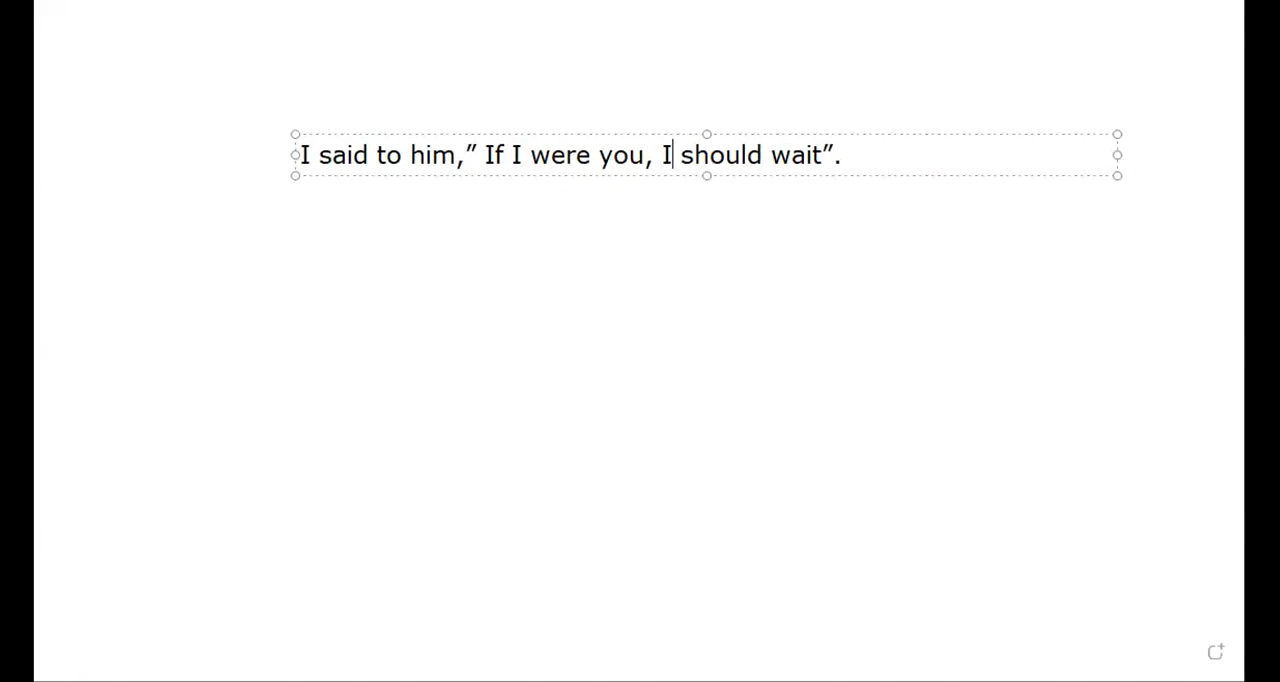 I said to him,” If I were you, I should wait”.